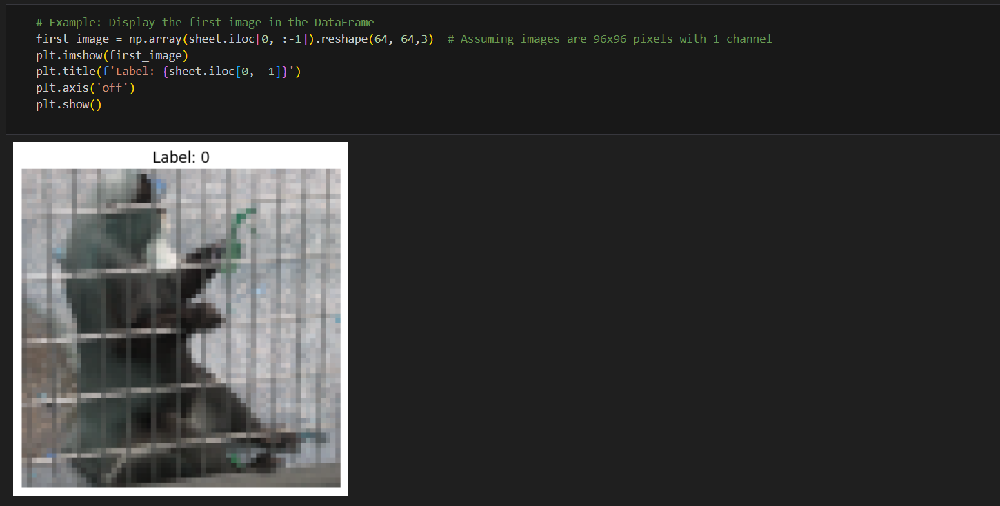 # Example: Display the first image in the DataFrame
first_image = np.array(sheet.iloc[0, :-1]).reshape(64, 64,3)  # Assuming images are 96x96 pixels with 1 channel
plt.imshow(first_image)
plt.title(f'Label: {sheet.iloc[0, -1]}')
plt.axis('off')
plt.show()
Label: 0